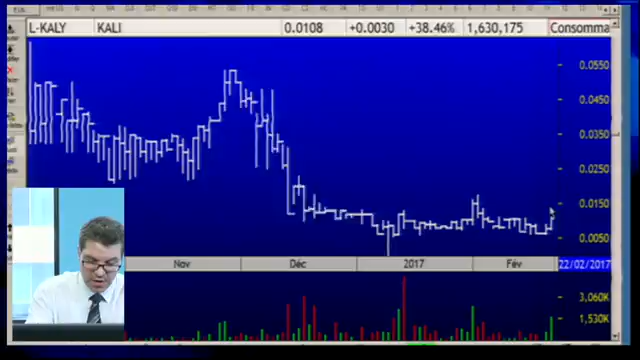 L-KALY KALI 0.0108 +0.0030 +38.46% 1,630,175 Consomma
0.0550
0.0450
0.0350
0.0250
0.0150
0.0050
Nov Déc 2017 Fév 22/02/2017
3,060K
1,530K